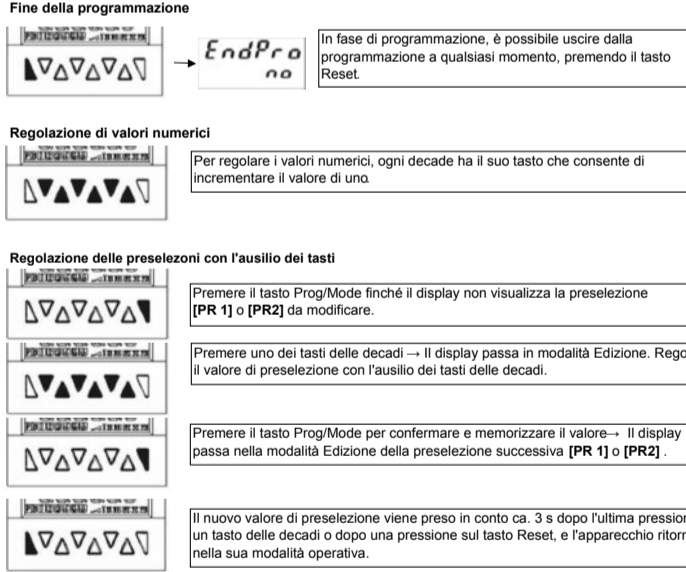 Fine della programmazione
EndPro
no
In fase di programmazione, è possibile uscire dalla
programmazione a qualsiasi momento, premendo il tasto
Reset.
Regolazione di valori numerici
Per regolare i valori numerici, ogni decade ha il suo tasto che consente di
incrementare il valore di uno.
Regolazione delle preselezoni con l'ausilio dei tasti
Premere il tasto Prog/Mode finché il display non visualizza la preselezione
[PR 1] o [PR2] da modificare.
Premere uno dei tasti delle decadi → Il display passa in modalità Edizione. Rego
il valore di preselezione con l'ausilio dei tasti delle decadi.
Premere il tasto Prog/Mode per confermare e memorizzare il valore→ Il display
passa nella modalità Edizione della preselezione successiva [PR 1] o [PR2] .
Il nuovo valore di preselezione viene preso in conto ca. 3 s dopo l'ultima pression
un tasto delle decadi o dopo una pressione sul tasto Reset, e l'apparecchio ritorn
nella sua modalità operativa.